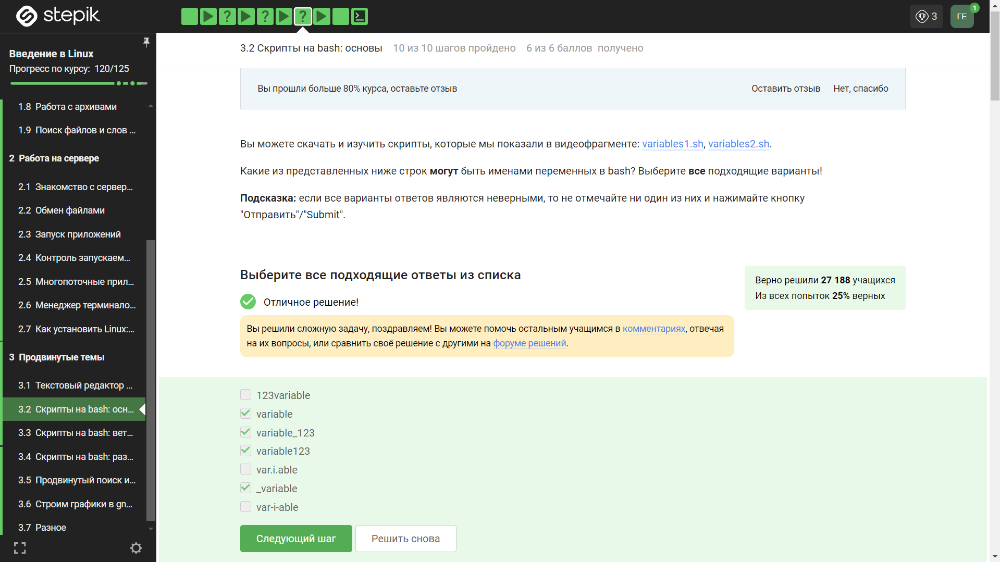 stepik
3
ГЕ
1
Введение в Linux
Прогресс по курсу: 120/125
1.8 Работа с архивами
1.9 Поиск файлов и слов ...
2 Работа на сервере
2.1 Знакомство с сервер...
2.2 Обмен файлами
2.3 Запуск приложений
2.4 Контроль запускаем...
2.5 Многопоточные прил...
2.6 Менеджер терминало...
2.7 Как установить Linux:...
3 Продвинутые темы
3.1 Текстовый редактор ...
3.2 Скрипты на bash: осн...
3.3 Скрипты на bash: вет...
3.4 Скрипты на bash: раз...
3.5 Продвинутый поиск и...
3.6 Строим графики в gn...
3.7 Разное
3.2 Скрипты на bash: основы 10 из 10 шагов пройдено 6 из 6 баллов получено
Вы прошли больше 80% курса, оставьте отзыв Оставить отзыв Нет, спасибо
Вы можете скачать и изучить скрипты, которые мы показали в видеофрагменте: variables1.sh, variables2.sh.
Какие из представленных ниже строк могут быть именами переменных в bash? Выберите все подходящие варианты!
Подсказка: если все варианты ответов являются неверными, то не отмечайте ни один из них и нажимайте кнопку
"Отправить"/"Submit".
Выберите все подходящие ответы из списка
Верно решили 27 188 учащихся
Из всех попыток 25% верных
Отличное решение!
Вы решили сложную задачу, поздравляем! Вы можете помочь остальным учащимся в комментариях, отвечая
на их вопросы, или сравнить своё решение с другими на форуме решений.
123variable
variable
variable_123
variable123
var.i.able
_variable
var-i-able
Следующий шаг Решить снова